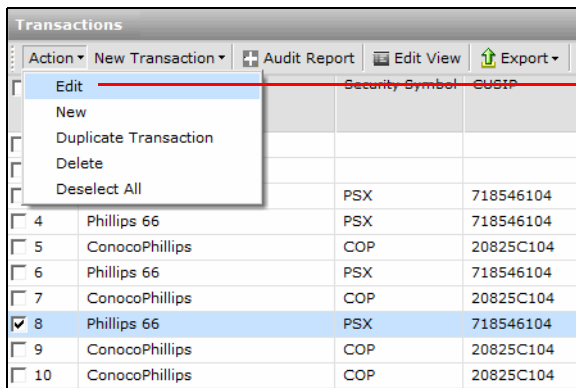 Transactions
Action New Transaction Audit Report Edit View Export
Edit
Security Symbol CUSIP
New
Duplicate Transaction
Delete
Deselect All
PSX 718546104
4 Phillips 66 PSX 718546104
5 ConocoPhillips COP 20825C104
6 Phillips 66 PSX 718546104
7 ConocoPhillips COP 20825C104
8 Phillips 66 PSX 718546104
9 ConocoPhillips COP 20825C104
10 ConocoPhillips COP 20825C104